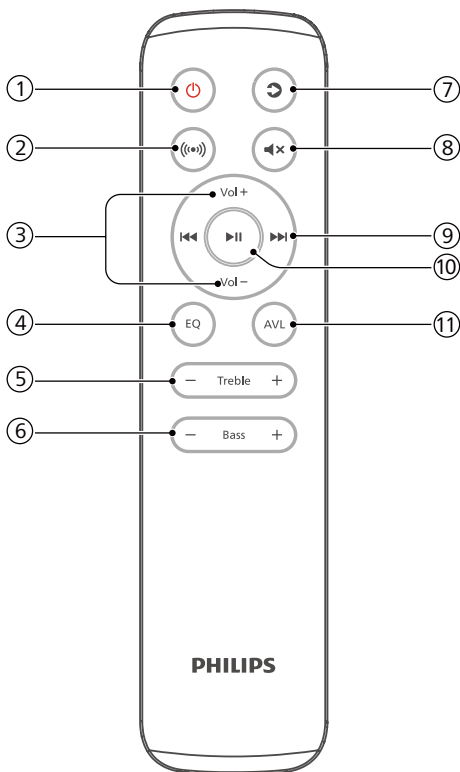 ① ⑦
② ⑧
Vol +
③ ⑨
⑩
Vol −
④ EQ AVL ⑪
⑤ − Treble +
⑥ − Bass +
PHILIPS